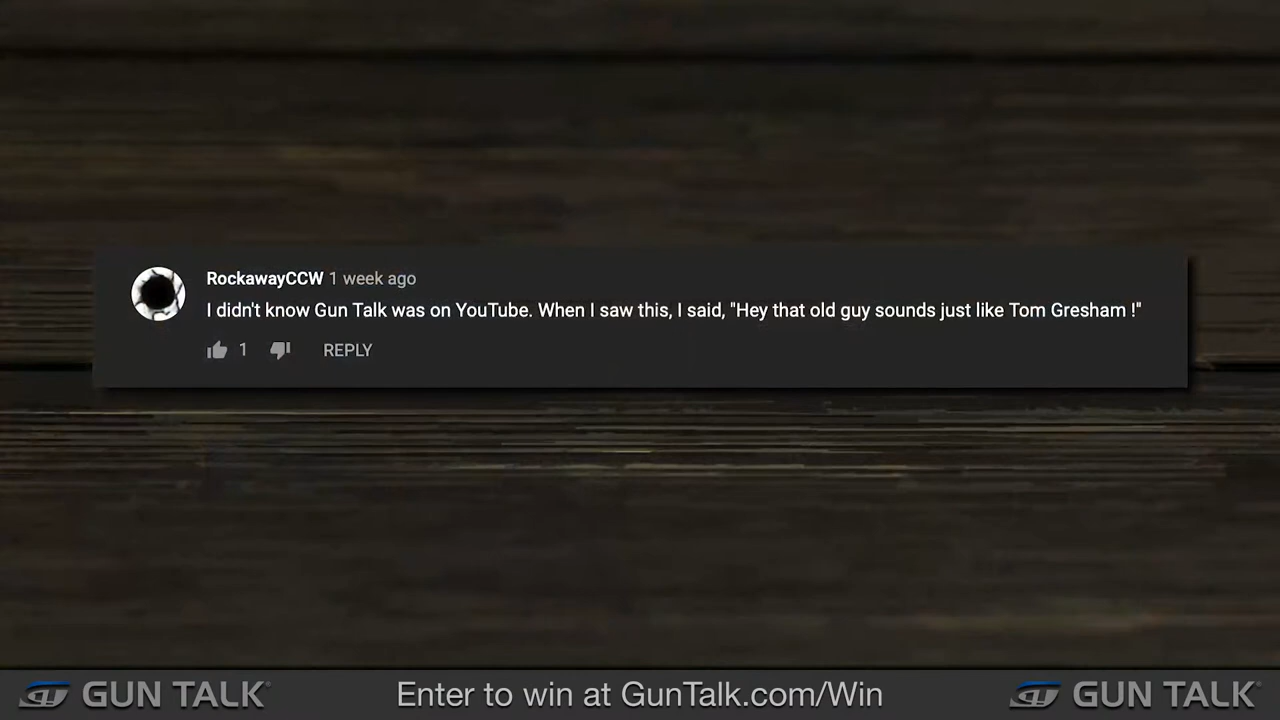 RockawayCCW 1 week ago
I didn't know Gun Talk was on YouTube. When I saw this, I said, "Hey that old guy sounds just like Tom Gresham !"
1 REPLY
GUN TALK® Enter to win at GunTalk.com/Win GUN TALK®